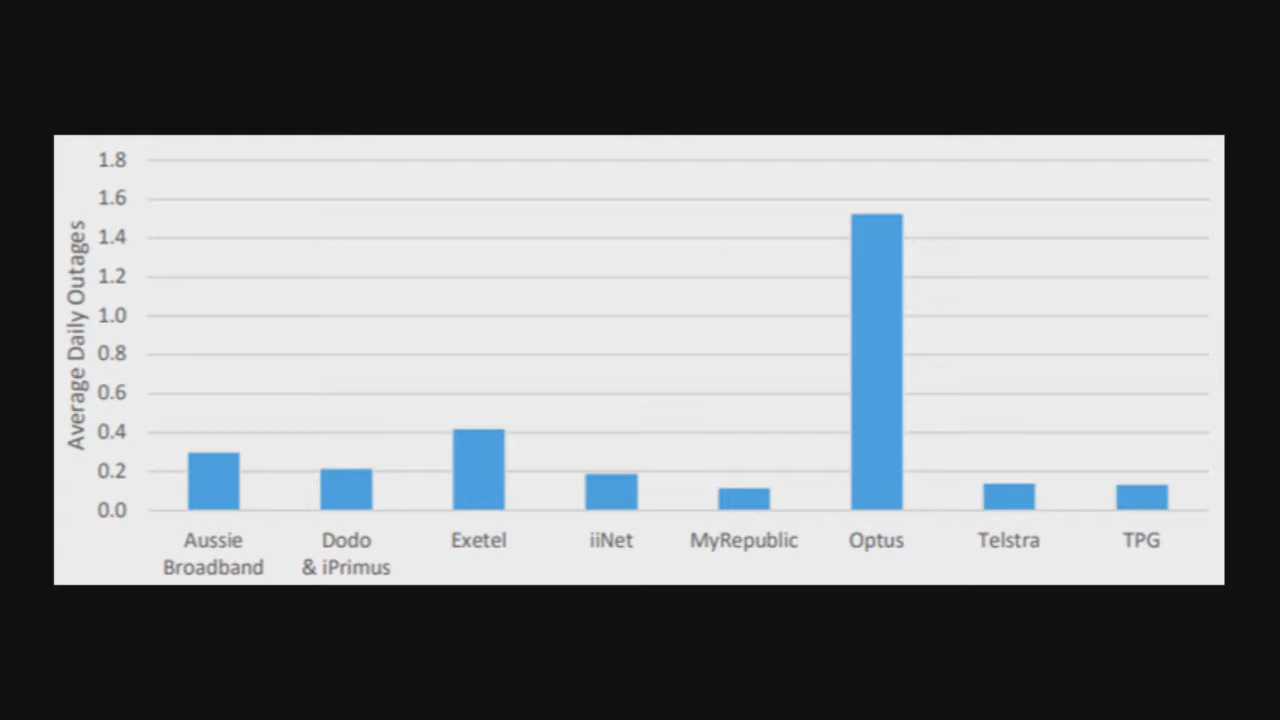 Average Daily Outages
1.8
1.6
1.4
1.2
1.0
0.8
0.6
0.4
0.2
0.0
Aussie
Broadband
Dodo
& iPrimus
Exetel
iiNet
MyRepublic
Optus
Telstra
TPG